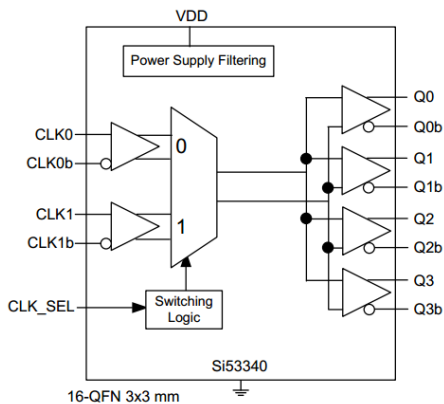 VDD
Power Supply Filtering
CLK0
CLK0b
CLK1
CLK1b
0
1
CLK_SEL
Switching
Logic
Q0
Q0b
Q1
Q1b
Q2
Q2b
Q3
Q3b
Si53340
16-QFN 3x3 mm